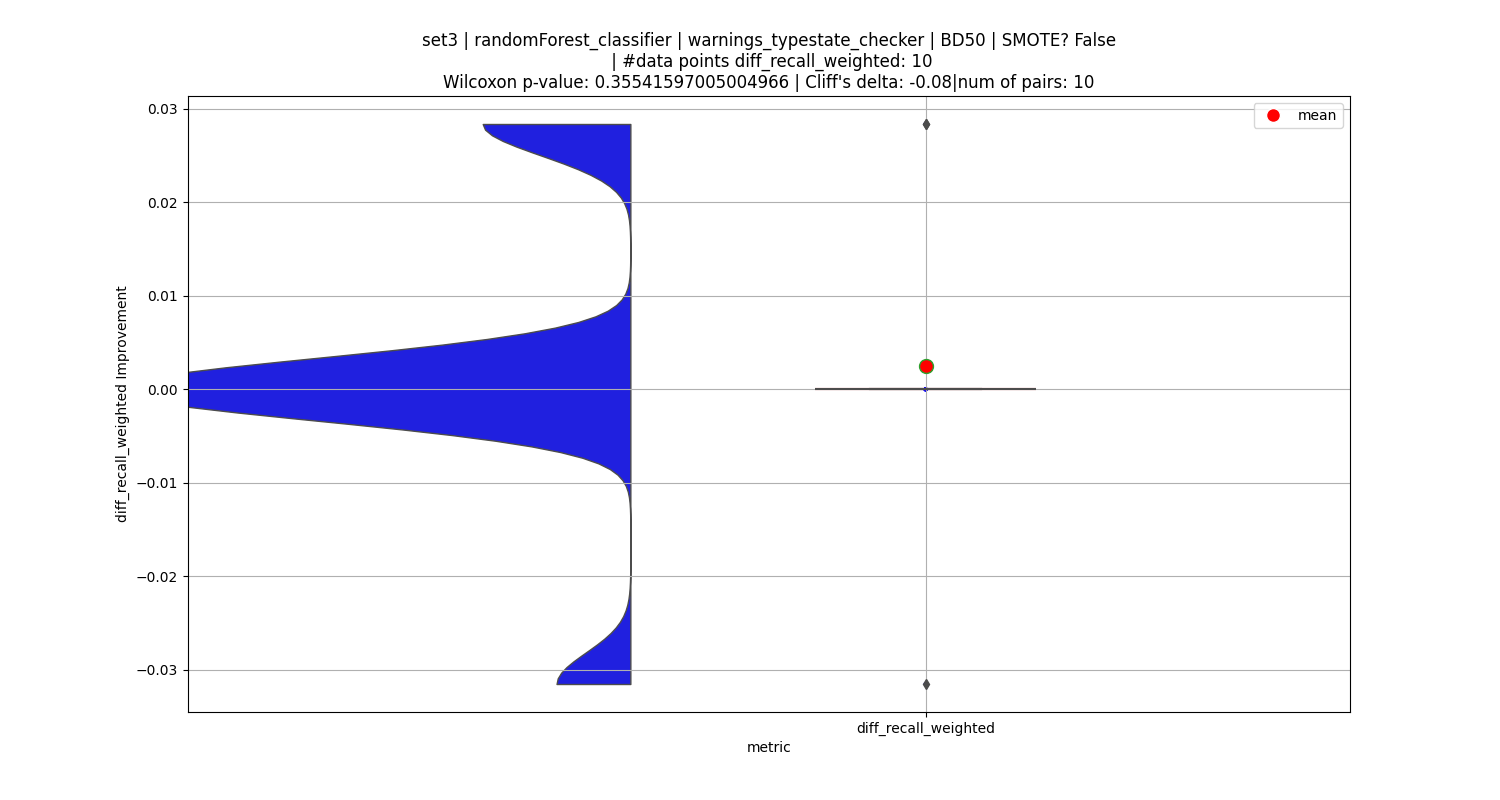 set3 | randomForest_classifier | warnings_typestate_checker | BD50 | SMOTE? False
| #data points diff_recall_weighted: 10
Wilcoxon p-value: 0.35541597005004966 | Cliff's delta: -0.08|num of pairs: 10
mean
0.03
0.02
0.01
0.00
−0.01
−0.02
−0.03
diff_recall_weighted Improvement
diff_recall_weighted
metric